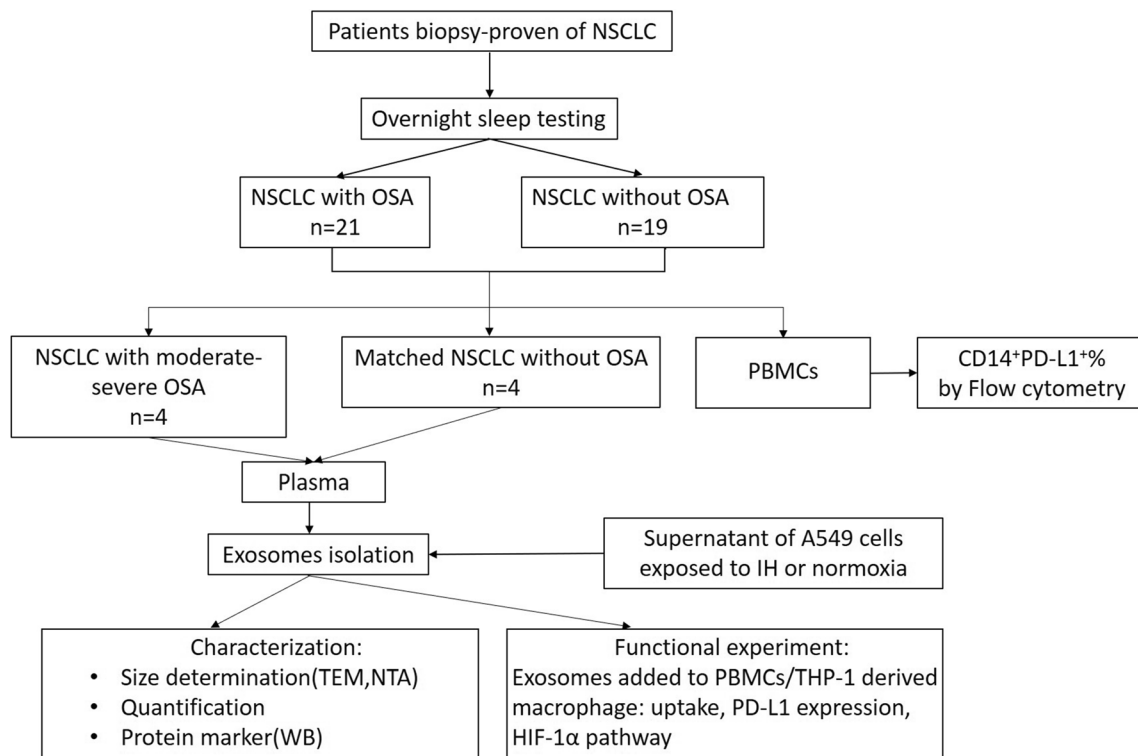 Patients biopsy-proven of NSCLC
Overnight sleep testing
NSCLC with OSA
n=21
NSCLC without OSA
n=19
NSCLC with moderate-
severe OSA
n=4
Matched NSCLC without OSA
n=4
PBMCs
CD14⁺PD-L1⁺%
by Flow cytometry
Plasma
Exosomes isolation
Supernatant of A549 cells
exposed to IH or normoxia
Characterization:
• Size determination(TEM,NTA)
• Quantification
• Protein marker(WB)
Functional experiment:
Exosomes added to PBMCs/THP-1 derived
macrophage: uptake, PD-L1 expression,
HIF-1α pathway